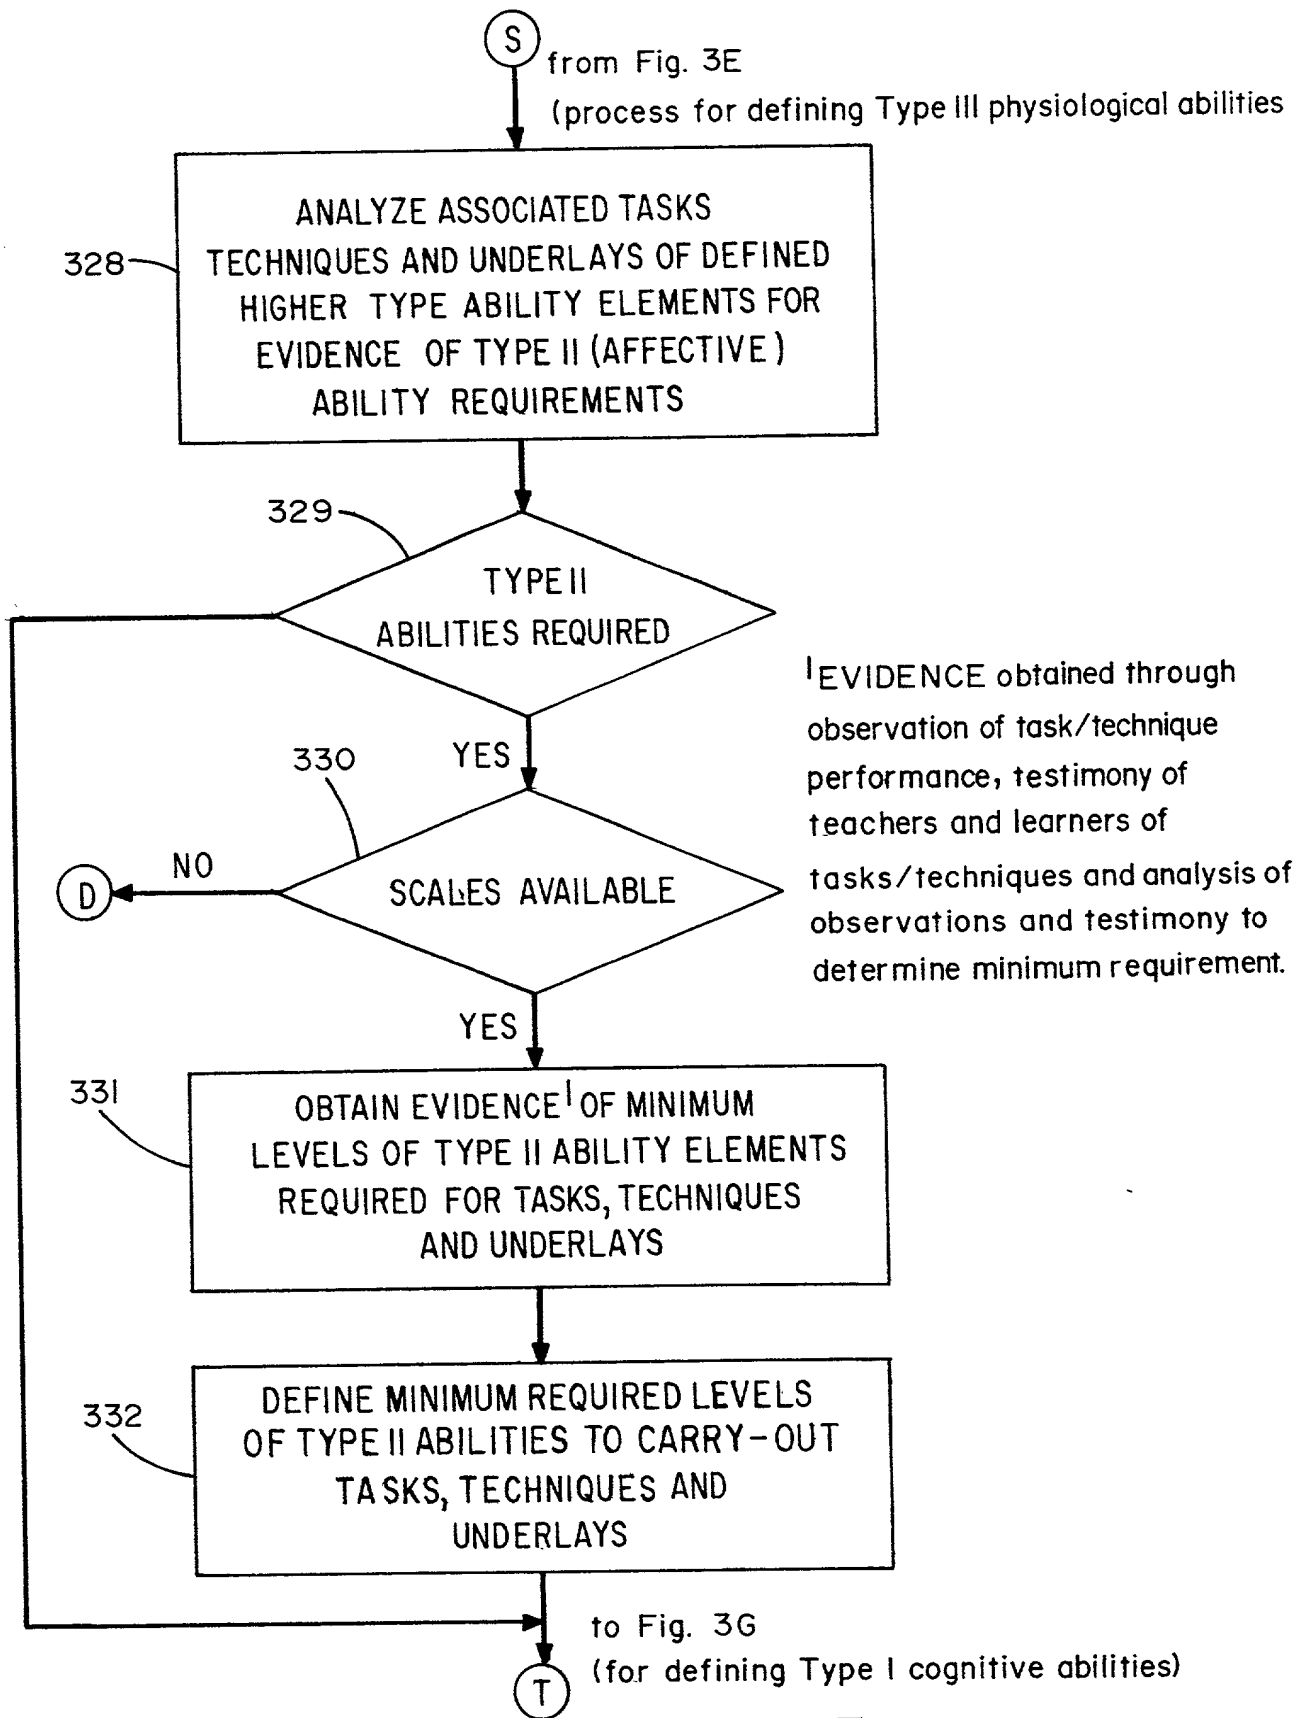 S
from Fig. 3E
(process for defining Type III physiological abilities
328
ANALYZE ASSOCIATED TASKS
TECHNIQUES AND UNDERLAYS OF DEFINED
HIGHER TYPE ABILITY ELEMENTS FOR
EVIDENCE OF TYPE II (AFFECTIVE)
ABILITY REQUIREMENTS
329
TYPE II
ABILITIES REQUIRED
YES
330
SCALES AVAILABLE
NO
D
YES
1EVIDENCE obtained through
observation of task/technique
performance, testimony of
teachers and learners of
tasks/techniques and analysis of
observations and testimony to
determine minimum requirement.
331
OBTAIN EVIDENCE1 OF MINIMUM
LEVELS OF TYPE II ABILITY ELEMENTS
REQUIRED FOR TASKS, TECHNIQUES
AND UNDERLAYS
332
DEFINE MINIMUM REQUIRED LEVELS
OF TYPE II ABILITIES TO CARRY-OUT
TASKS, TECHNIQUES AND
UNDERLAYS
to Fig. 3G
(for defining Type I cognitive abilities)
T